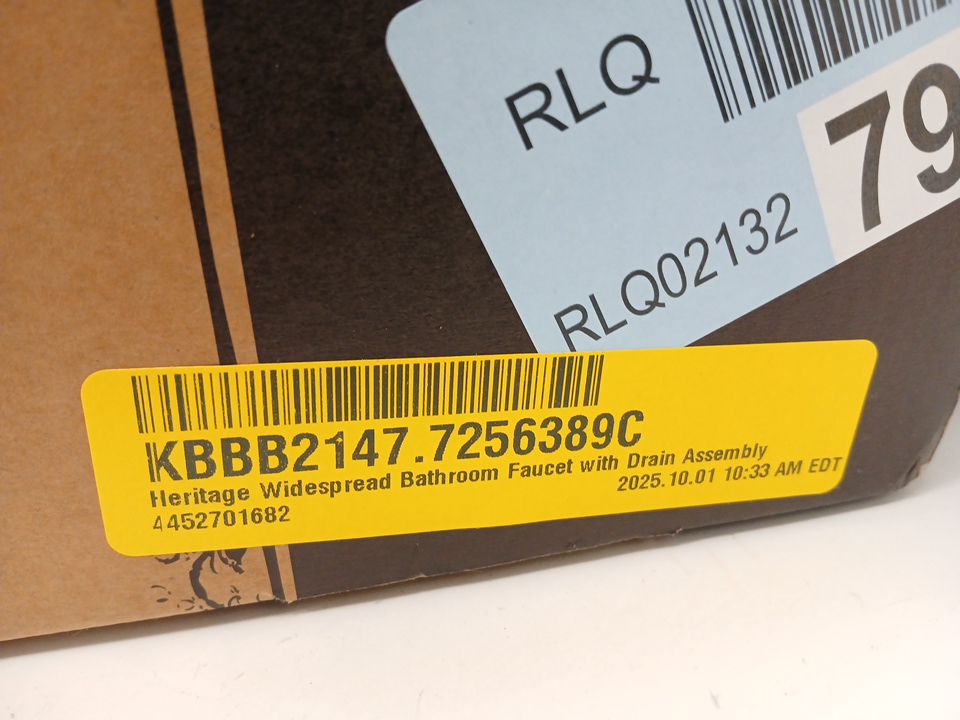 RLQ
79
RLQ02132
KBBB2147.7256389C
Heritage Widespread Bathroom Faucet with Drain Assembly
2025.10.01 10:33 AM EDT
4452701682